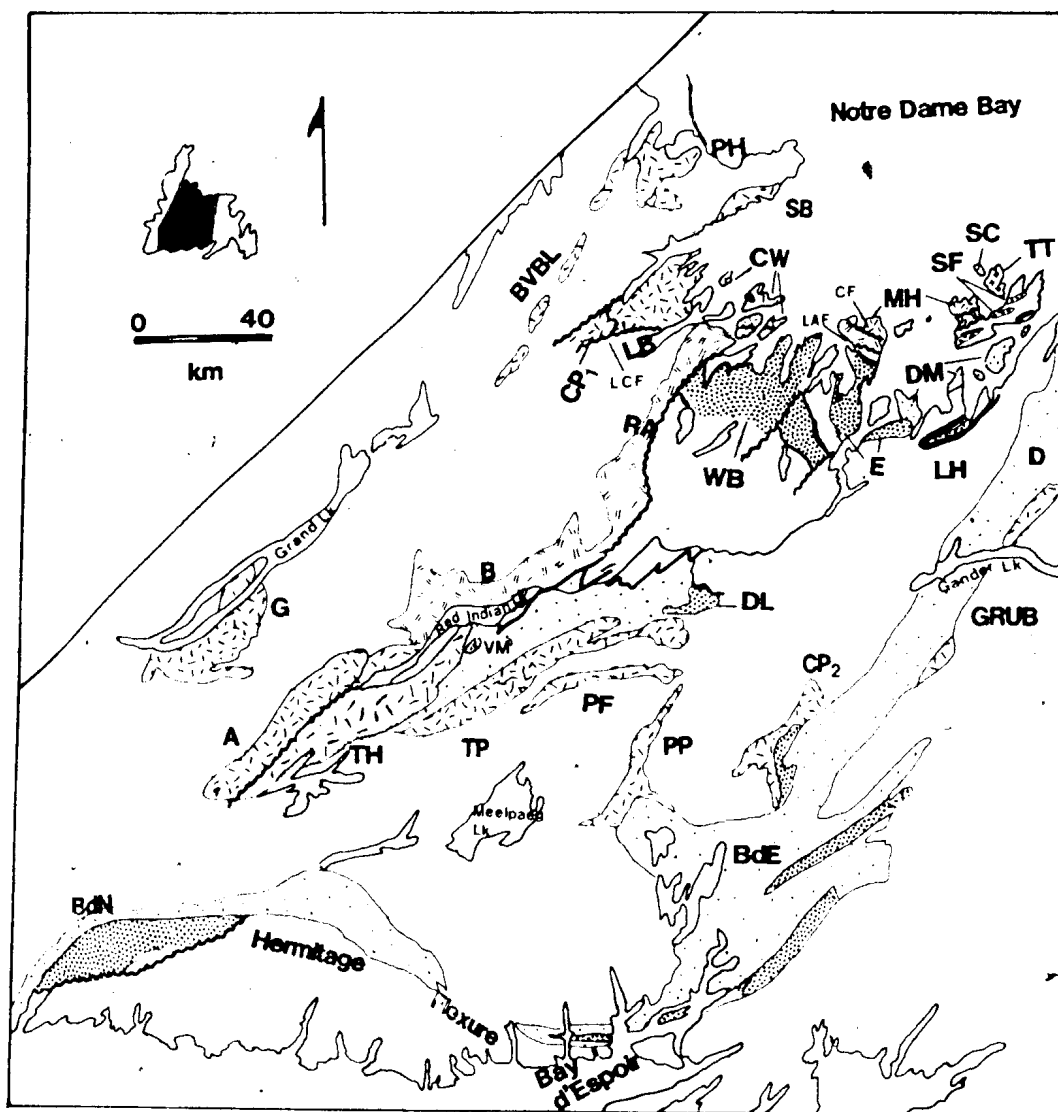 Notre Dame Bay
PH
SB
SC
TT
SF
CW
BVBL
CF
MH
LAF
LB
CP1
LCF
DM
RA
WB
E
LH
D
0 40
km
Grand Lk
Gander Lk
B
G
Red Indian Lk
DL
GRUB
VM
CP2
PF
A
TH
TP
PP
Meelpaeg
Lk
BdE
BdN
Hermitage
Flexure
Bay
d'Espoir